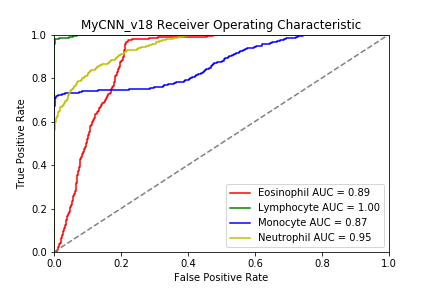 MyCNN_v18 Receiver Operating Characteristic
True Positive Rate
1.0
0.8
0.6
0.4
0.2
0.0
Eosinophil AUC = 0.89
Lymphocyte AUC = 1.00
Monocyte AUC = 0.87
Neutrophil AUC = 0.95
0.0 0.2 0.4 0.6 0.8 1.0
False Positive Rate